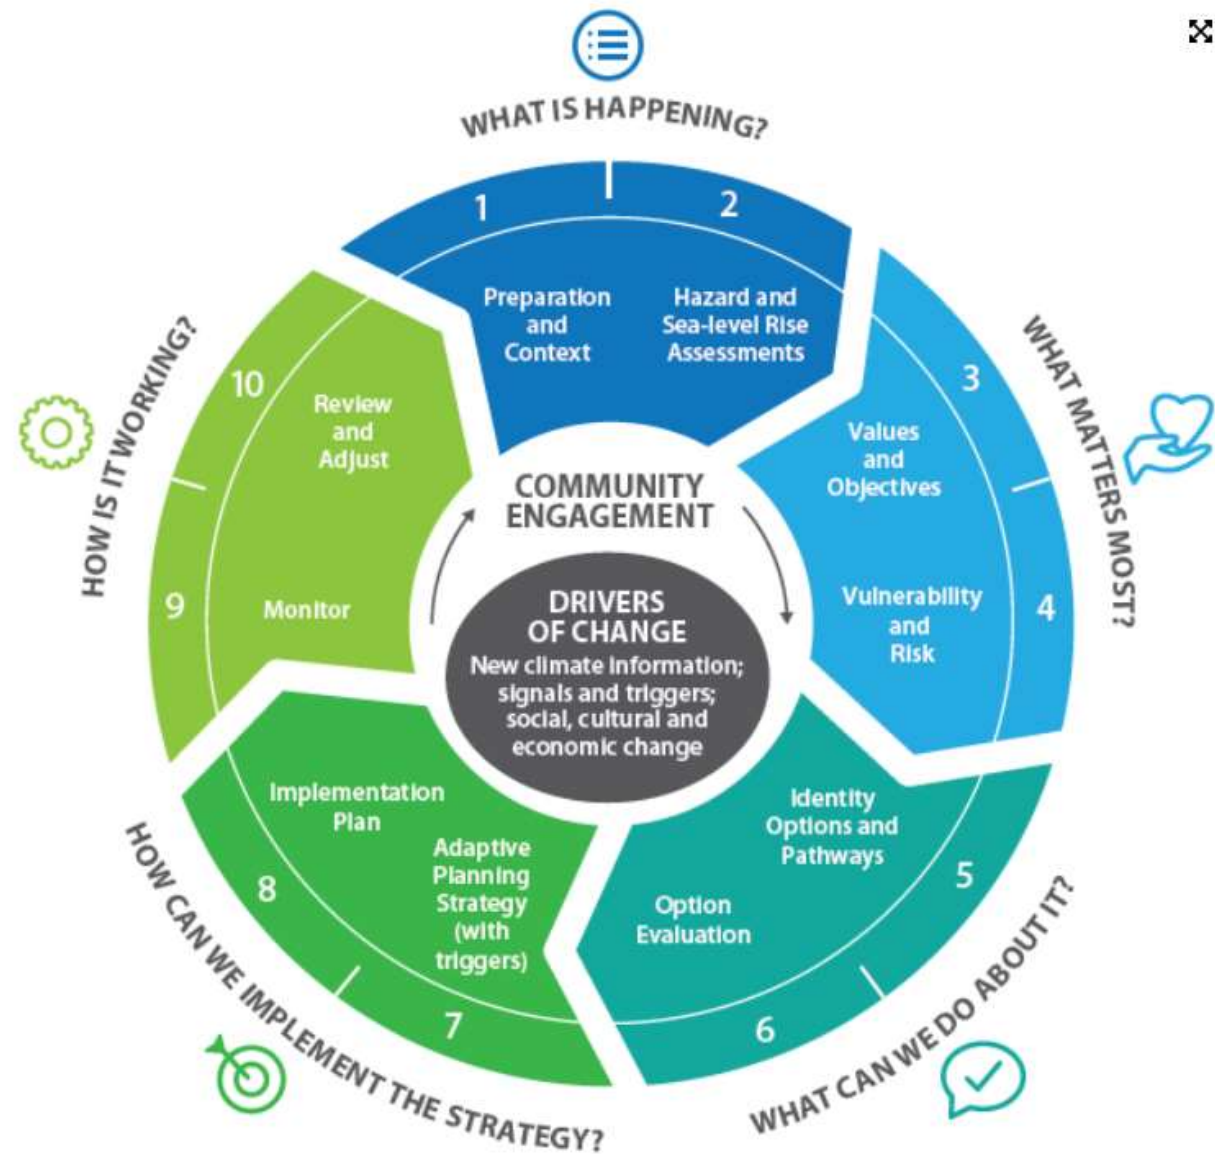 WHAT IS HAPPENING?
1
Preparation
and
Context
2
Hazard and
Sea-level Rise
Assessments
WHAT MATTERS MOST?
3
Values
and
Objectives
4
Vulnerability
and
Risk
WHAT CAN WE DO ABOUT IT?
5
Identity
Options and
Pathways
6
Option
Evaluation
HOW CAN WE IMPLEMENT THE STRATEGY?
7
Adaptive
Planning
Strategy
(with
triggers)
8
Implementation
Plan
HOW IS IT WORKING?
9
Monitor
10
Review
and
Adjust
COMMUNITY
ENGAGEMENT
DRIVERS
OF CHANGE
New climate information;
signals and triggers;
social, cultural and
economic change